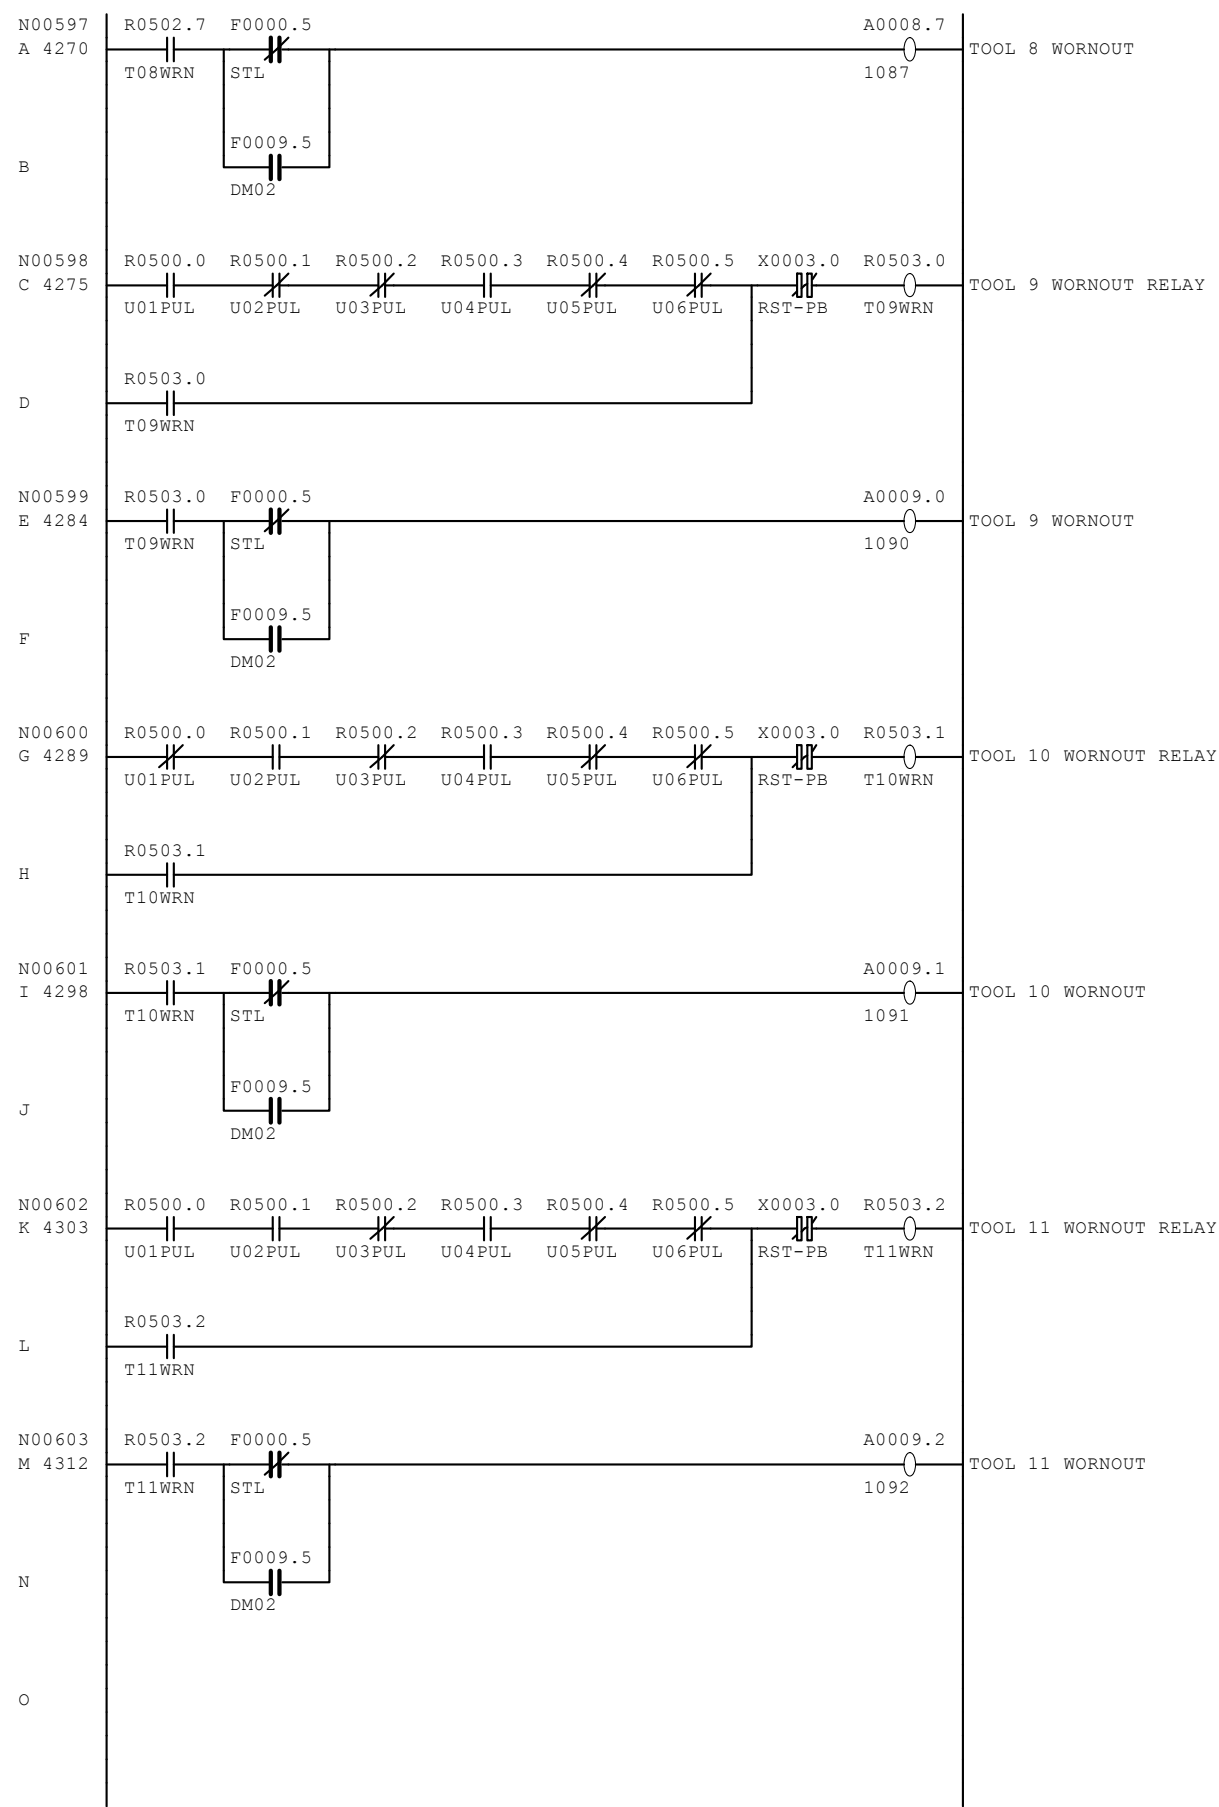 N00597 R0502.7 F0000.5 A0008.7
A 4270 TOOL 8 WORNOUT
T08WRN STL 1087
F0009.5
B
DM02
N00598 R0500.0 R0500.1 R0500.2 R0500.3 R0500.4 R0500.5 X0003.0 R0503.0
C 4275 TOOL 9 WORNOUT RELAY
U01PUL U02PUL U03PUL U04PUL U05PUL U06PUL RST-PB T09WRN
R0503.0
D
T09WRN
N00599 R0503.0 F0000.5 A0009.0
E 4284 TOOL 9 WORNOUT
T09WRN STL 1090
F0009.5
F
DM02
N00600 R0500.0 R0500.1 R0500.2 R0500.3 R0500.4 R0500.5 X0003.0 R0503.1
G 4289 TOOL 10 WORNOUT RELAY
U01PUL U02PUL U03PUL U04PUL U05PUL U06PUL RST-PB T10WRN
R0503.1
H
T10WRN
N00601 R0503.1 F0000.5 A0009.1
I 4298 TOOL 10 WORNOUT
T10WRN STL 1091
F0009.5
J
DM02
N00602 R0500.0 R0500.1 R0500.2 R0500.3 R0500.4 R0500.5 X0003.0 R0503.2
K 4303 TOOL 11 WORNOUT RELAY
U01PUL U02PUL U03PUL U04PUL U05PUL U06PUL RST-PB T11WRN
R0503.2
L
T11WRN
N00603 R0503.2 F0000.5 A0009.2
M 4312 TOOL 11 WORNOUT
T11WRN STL 1092
F0009.5
N
DM02
O